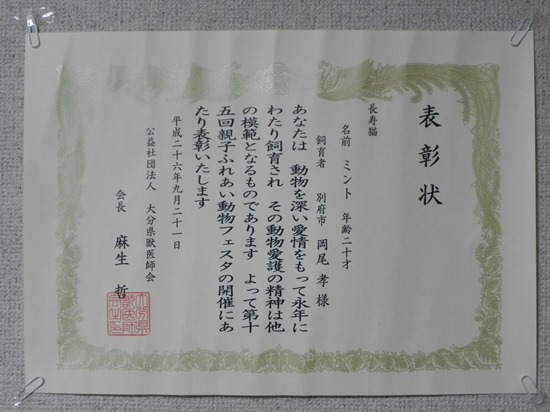 表彰状
長寿猫
名前 ミント 年齢二十才
飼育者 別府市 岡尾 孝 様
あなたは 動物を深い愛情をもって永年に
わたり飼育され その動物愛護の精神は他
の模範となるものであります よって第十
五回親子ふれあい動物フェスタの開催にあ
たり表彰いたします
平成二十六年九月二十一日
公益社団法人 大分県獣医師会
会長 麻生 哲